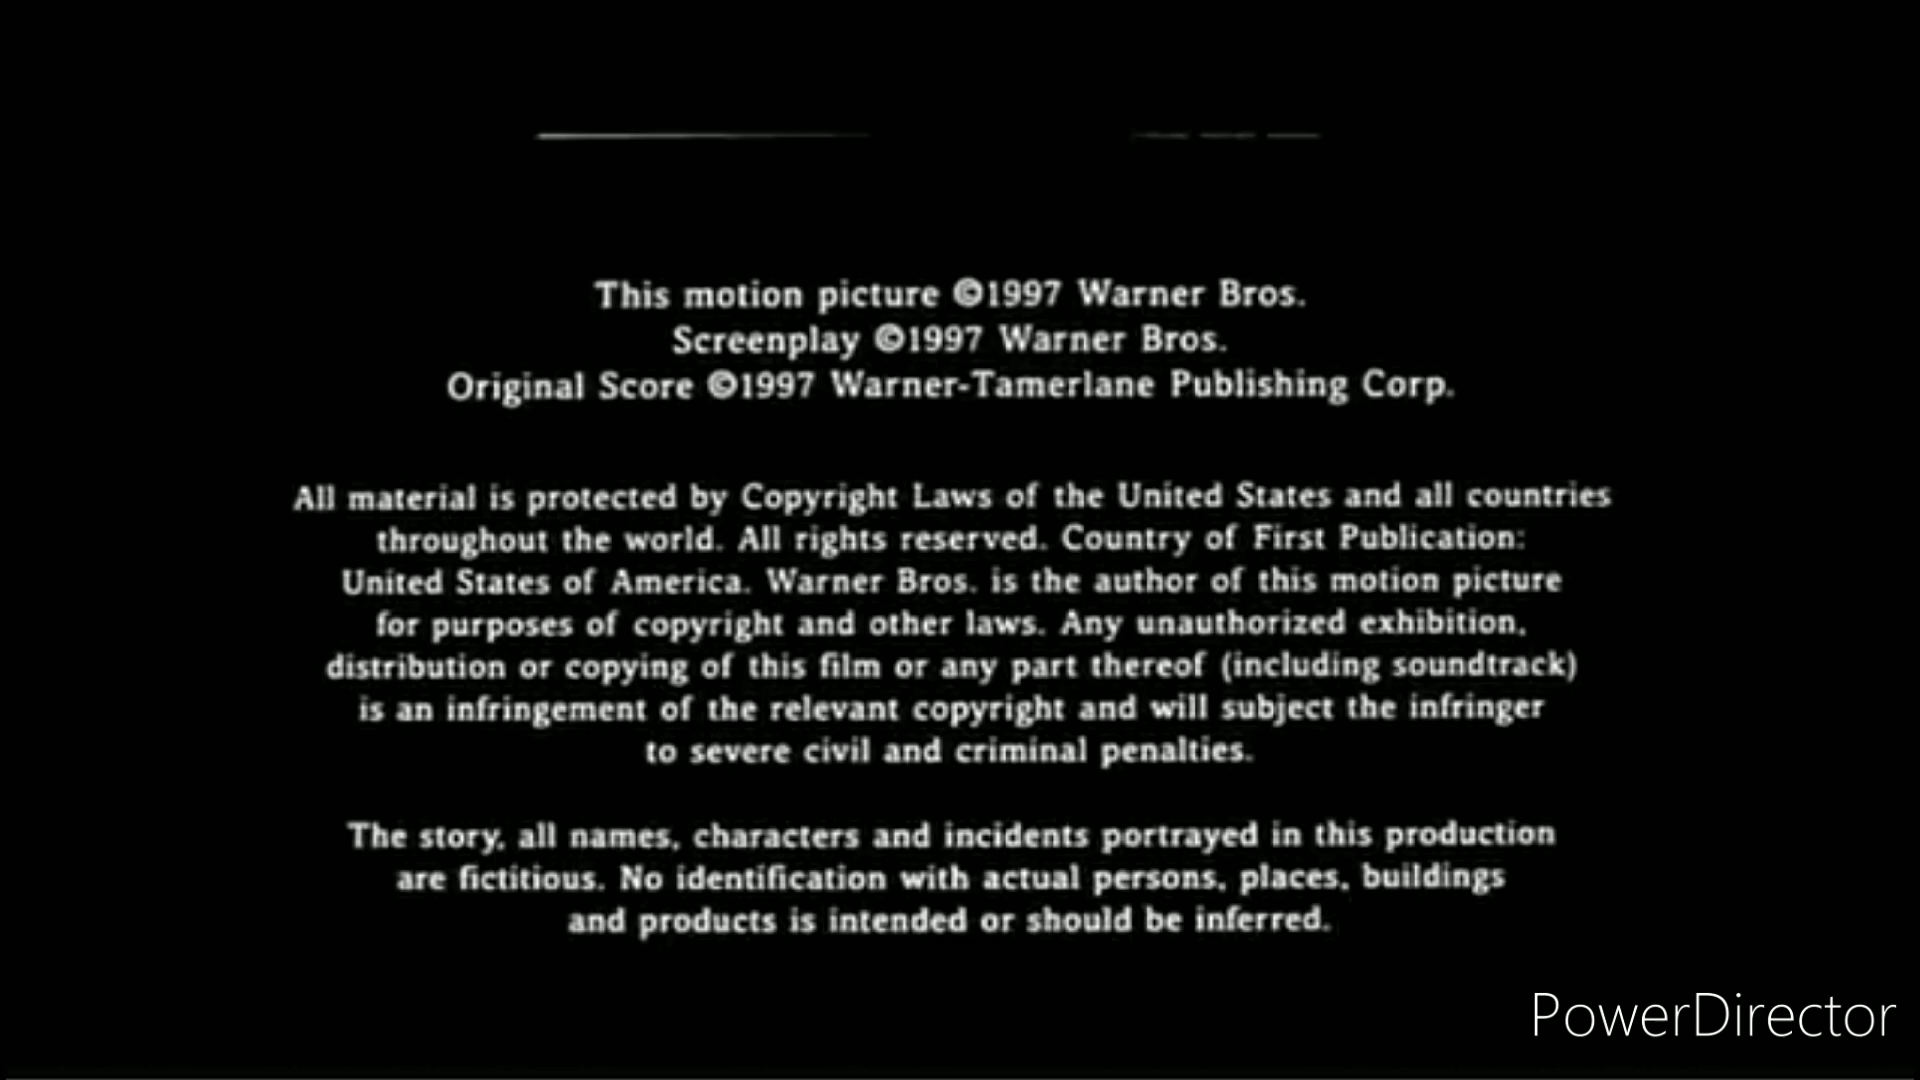 This motion picture ©1997 Warner Bros.
Screenplay ©1997 Warner Bros.
Original Score ©1997 Warner-Tamerlane Publishing Corp.
All material is protected by Copyright Laws of the United States and all countries
throughout the world. All rights reserved. Country of First Publication:
United States of America. Warner Bros. is the author of this motion picture
for purposes of copyright and other laws. Any unauthorized exhibition,
distribution or copying of this film or any part thereof (including soundtrack)
is an infringement of the relevant copyright and will subject the infringer
to severe civil and criminal penalties.
The story, all names, characters and incidents portrayed in this production
are fictitious. No identification with actual persons, places, buildings
and products is intended or should be inferred.
PowerDirector